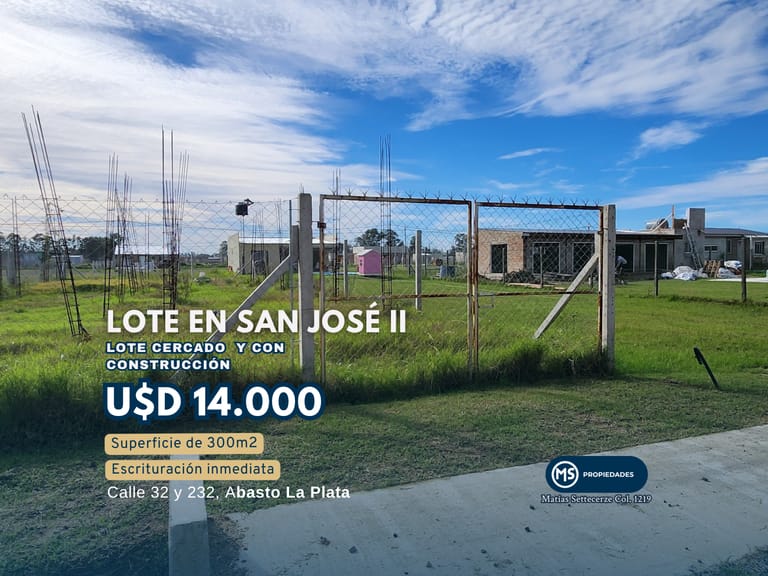 LOTE EN SAN JOSÉ II
LOTE CERCADO Y CON
CONSTRUCCIÓN
U$D 14.000
Superficie de 300m2
Escrituración inmediata
Calle 32 y 232, Abasto La Plata
MS PROPIEDADES
Matías Settecerze Col. 1219